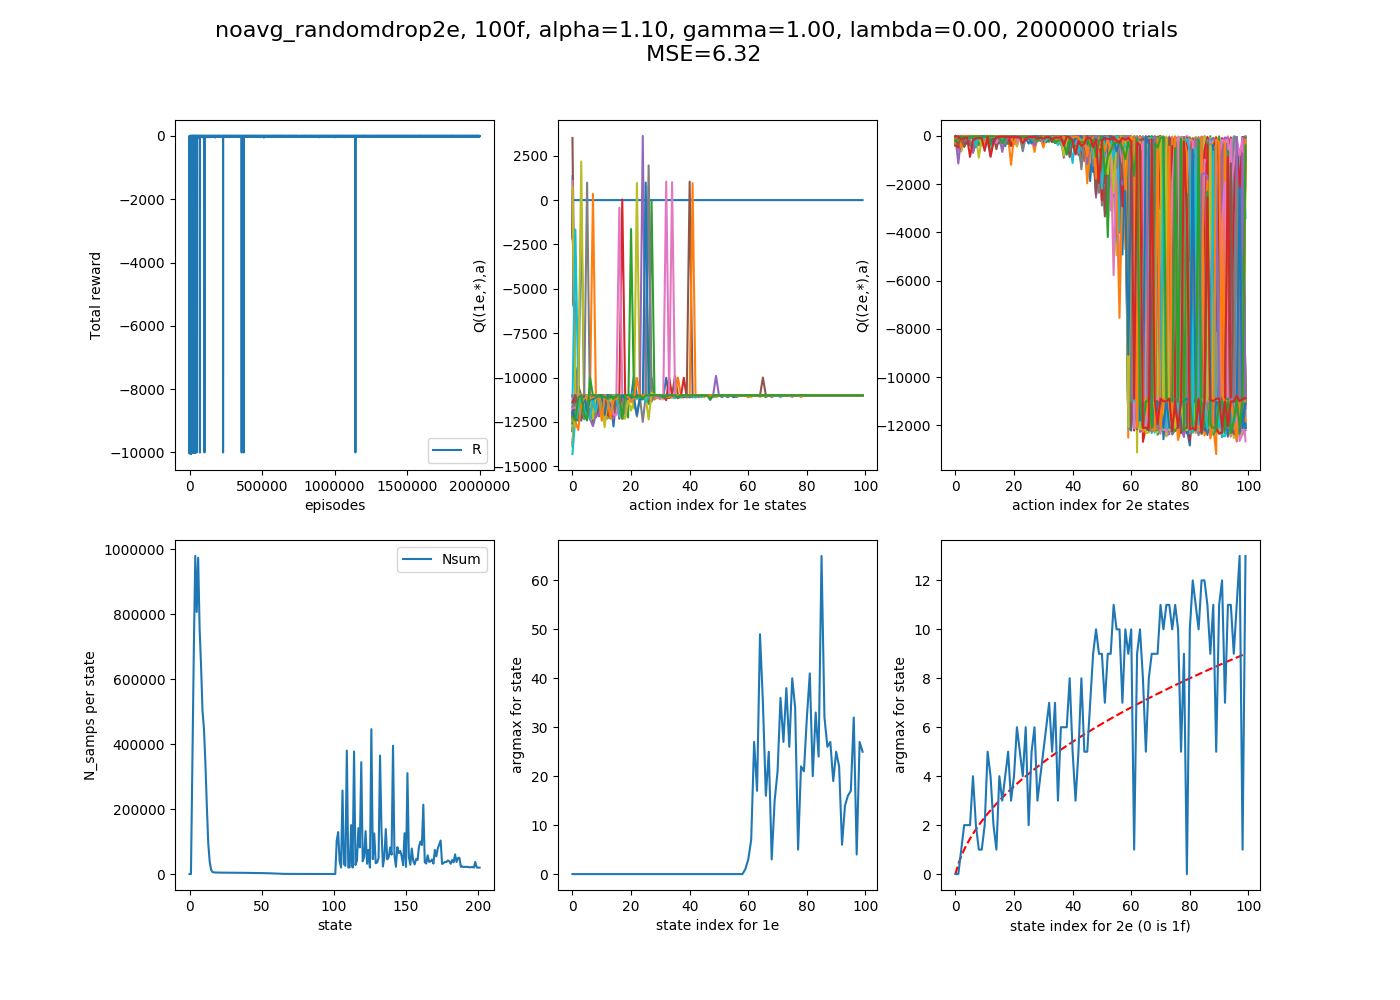 noavg_randomdrop2e, 100f, alpha=1.10, gamma=1.00, lambda=0.00, 2000000 trials
MSE=6.32
0
−2000
−4000
−6000
−8000
−10000
Total reward
R
0 500000 1000000 1500000 2000000
episodes
2500
0
−2500
−5000
−7500
−10000
−12500
−15000
Q((1e,*),a)
0 20 40 60 80 100
action index for 1e states
0
−2000
−4000
−6000
−8000
−10000
−12000
Q((2e,*),a)
0 20 40 60 80 100
action index for 2e states
1000000
800000
600000
400000
200000
0
N_samps per state
Nsum
0 50 100 150 200
state
60
50
40
30
20
10
0
argmax for state
0 20 40 60 80 100
state index for 1e
12
10
8
6
4
2
0
argmax for state
0 20 40 60 80 100
state index for 2e (0 is 1f)